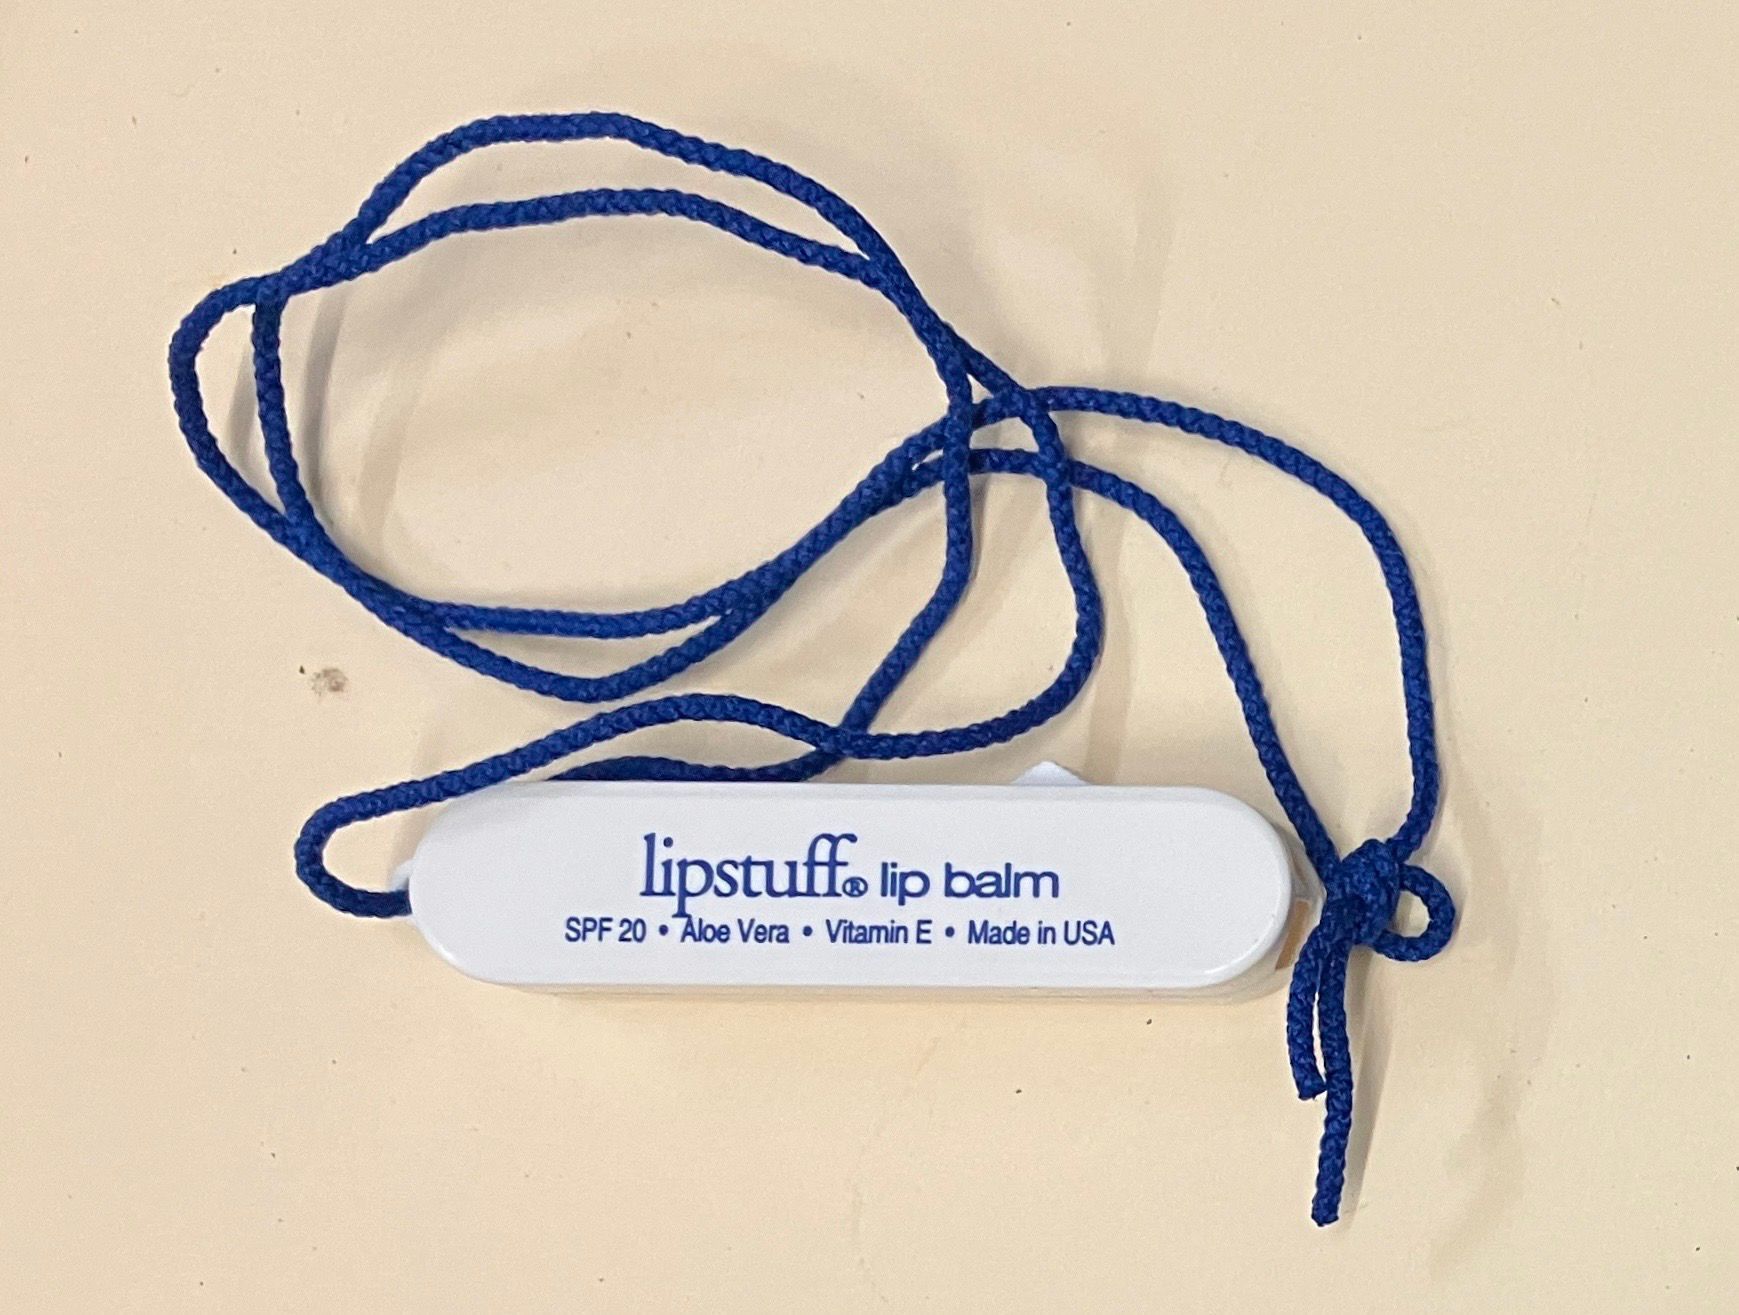 lipstuff® lip balm
SPF 20 • Aloe Vera • Vitamin E • Made in USA